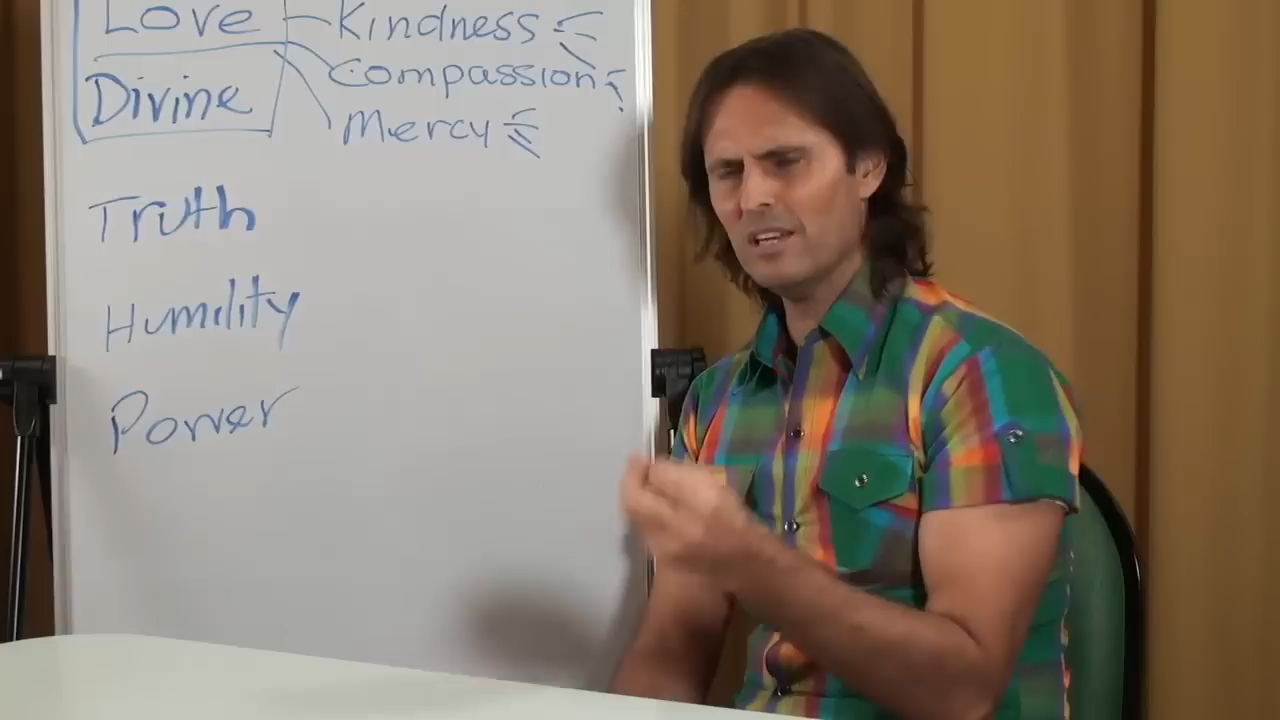 Love Kindness
Compassion
Divine
Mercy
Truth
Humility
Power